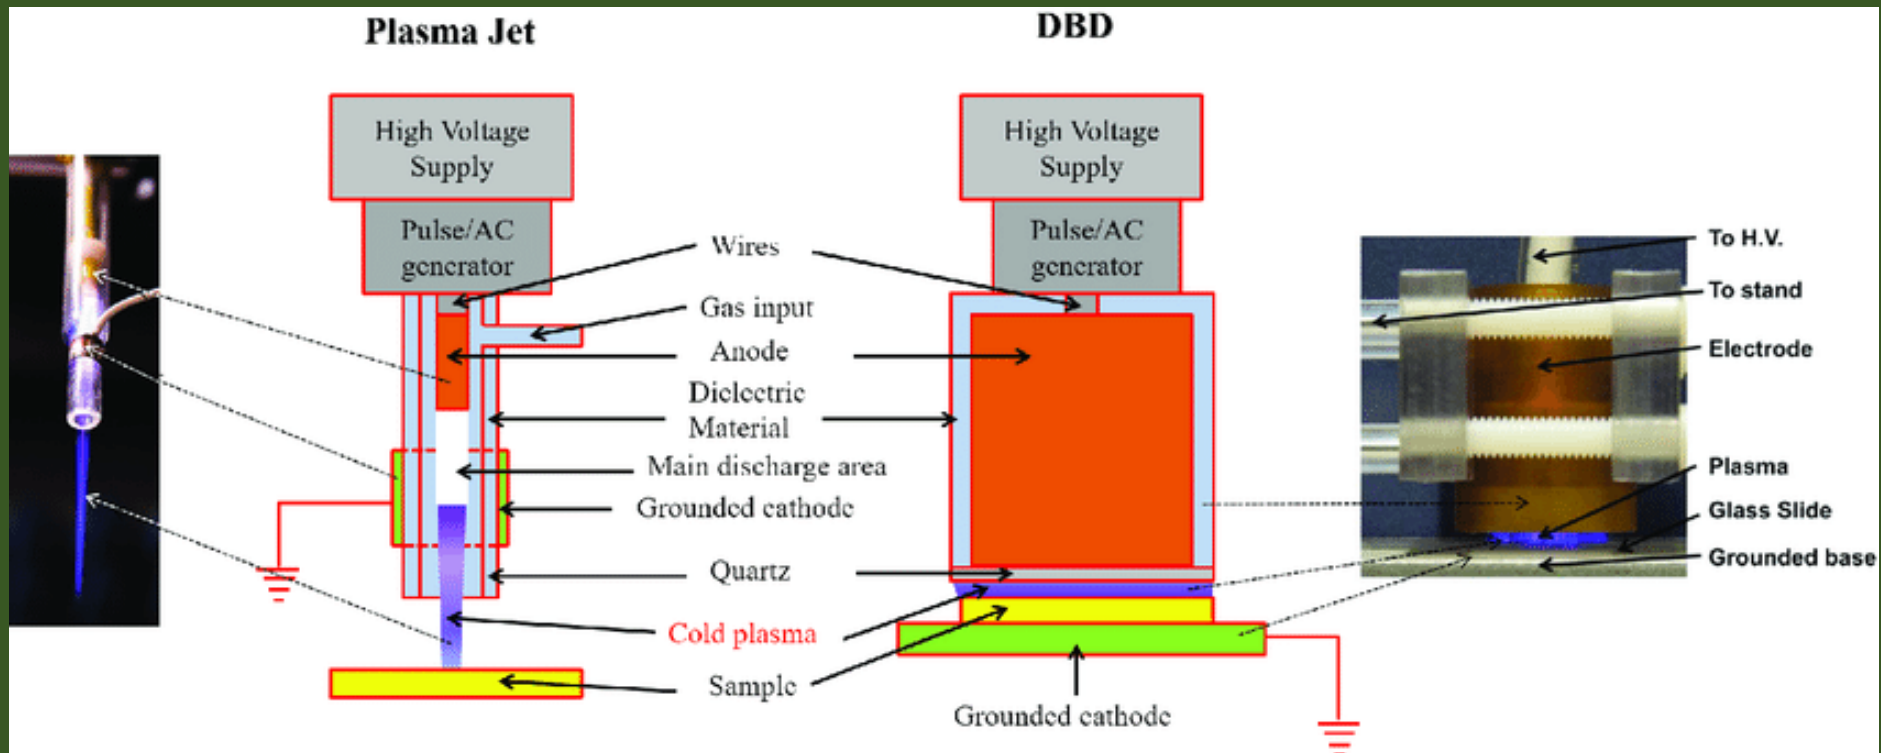 Plasma Jet
DBD
High Voltage
Supply
High Voltage
Supply
Pulse/AC
generator
Pulse/AC
generator
Wires
Gas input
Anode
Dielectric
Material
Main discharge area
Grounded cathode
Quartz
Cold plasma
Sample
Grounded cathode
To H.V.
To stand
Electrode
Plasma
Glass Slide
Grounded base